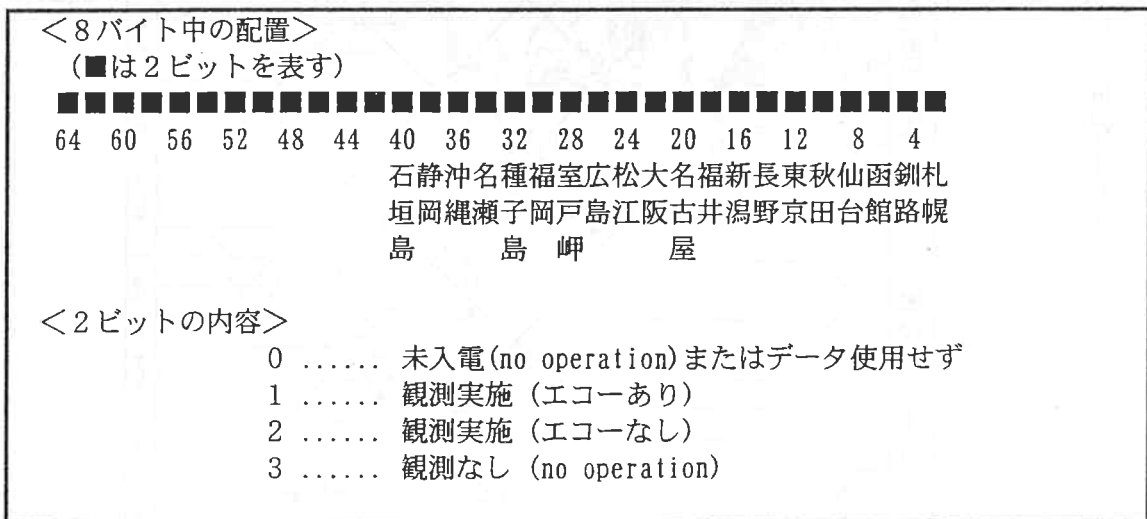 <8バイト中の配置>
(■は2ビットを表す)
■■■■■■■■■■■■■■■■■■■■■■■■■■■■■■■■
64 60 56 52 48 44 40 36 32 28 24 20 16 12 8 4
石静沖名種福室広松大名福新長東秋仙函釧札
垣岡縄瀬子岡戸島江阪古井潟野京田台館路幌
島 島 岬 屋
<2ビットの内容>
0 ...... 未入電(no operation)またはデータ使用せず
1 ...... 観測実施 (エコーあり)
2 ...... 観測実施 (エコーなし)
3 ...... 観測なし (no operation)